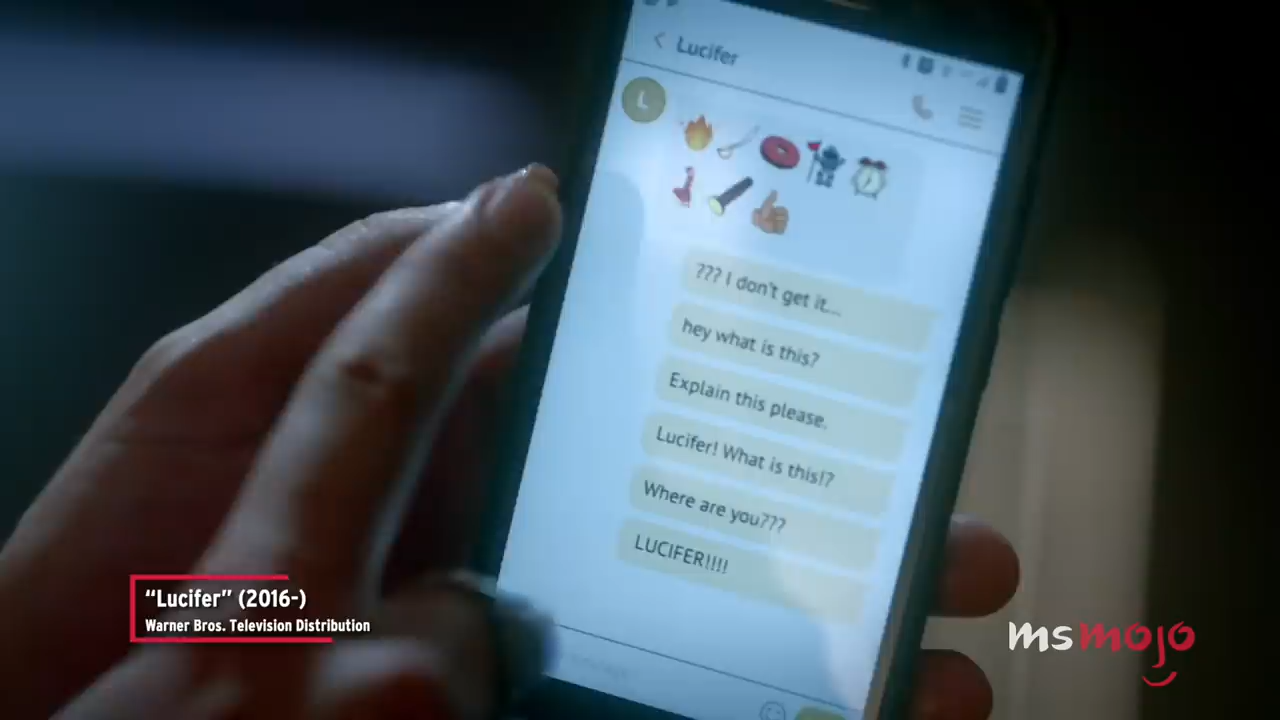 Lucifer
L
??? I don't get it...
hey what is this?
Explain this please.
Lucifer! What is this!?
Where are you???
LUCIFER!!!!
"Lucifer" (2016-)
Warner Bros. Television Distribution
msmojo